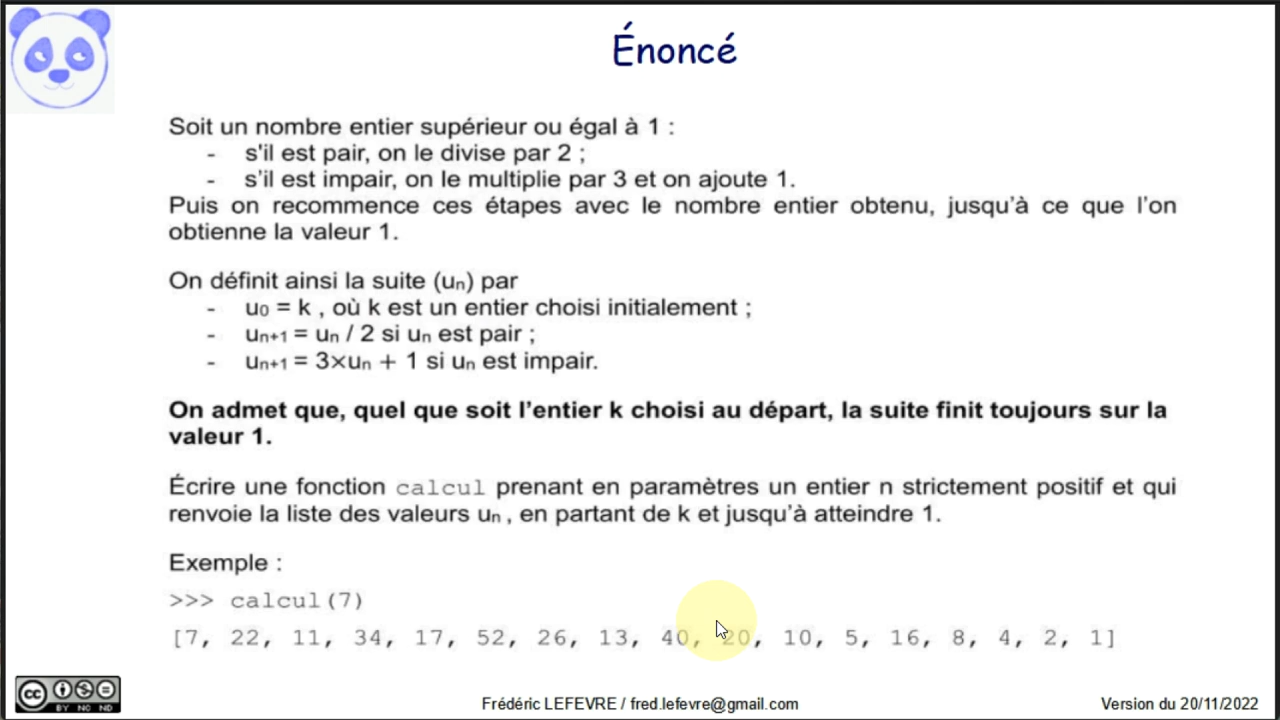 Énoncé
Soit un nombre entier supérieur ou égal à 1 :
- s'il est pair, on le divise par 2 ;
- s’il est impair, on le multiplie par 3 et on ajoute 1.
Puis on recommence ces étapes avec le nombre entier obtenu, jusqu’à ce que l’on
obtienne la valeur 1.
On définit ainsi la suite (un) par
- u0 = k , où k est un entier choisi initialement ;
- un+1 = un / 2 si un est pair ;
- un+1 = 3×un + 1 si un est impair.
On admet que, quel que soit l’entier k choisi au départ, la suite finit toujours sur la
valeur 1.
Écrire une fonction calcul prenant en paramètres un entier n strictement positif et qui
renvoie la liste des valeurs un , en partant de k et jusqu’à atteindre 1.
Exemple :
>>> calcul(7)
[7, 22, 11, 34, 17, 52, 26, 13, 40, 20, 10, 5, 16, 8, 4, 2, 1]
cc BY NC ND
Frédéric LEFEVRE / fred.lefevre@gmail.com
Version du 20/11/2022